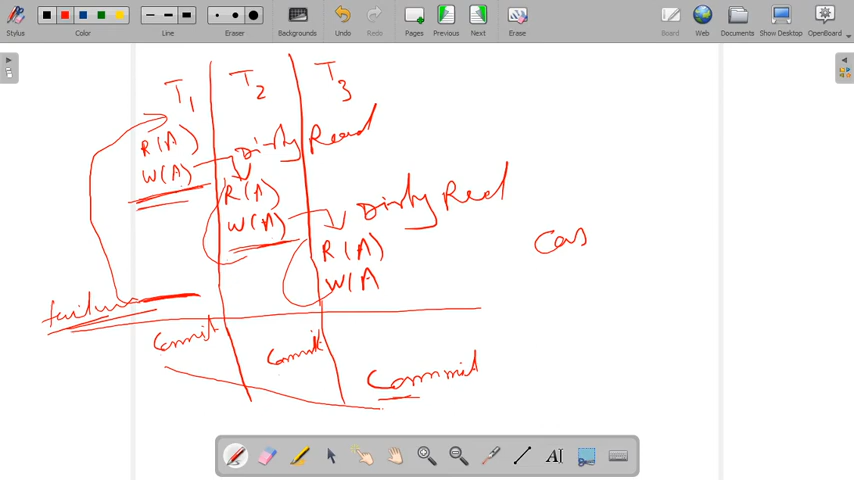 Stylus
Color
Line
Eraser
Backgrounds
Undo
Redo
Pages
Previous
Next
Erase
Board
Web
Documents
Show Desktop
OpenBoard
T1 T2 T3
R(A) Dirty Read
W(A)
R(A)
W(A) Dirty Read
R(A)
W(A
Cas
failure
Commit
Commit
Commit